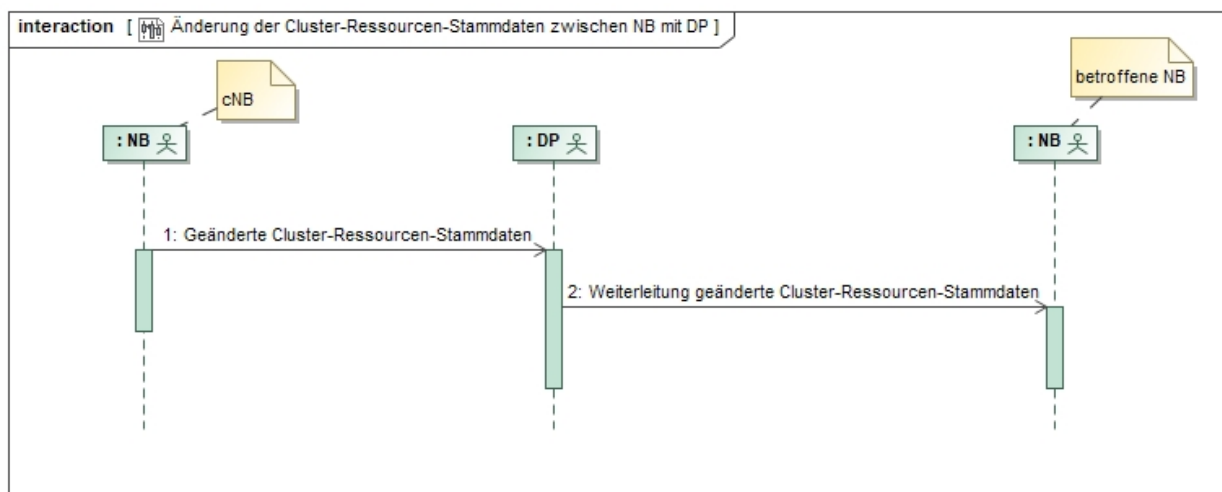 interaction [ Änderung der Cluster-Ressourcen-Stammdaten zwischen NB mit DP ]
cNB
betroffene NB
: NB
: DP
: NB
1: Geänderte Cluster-Ressourcen-Stammdaten
2: Weiterleitung geänderte Cluster-Ressourcen-Stammdaten